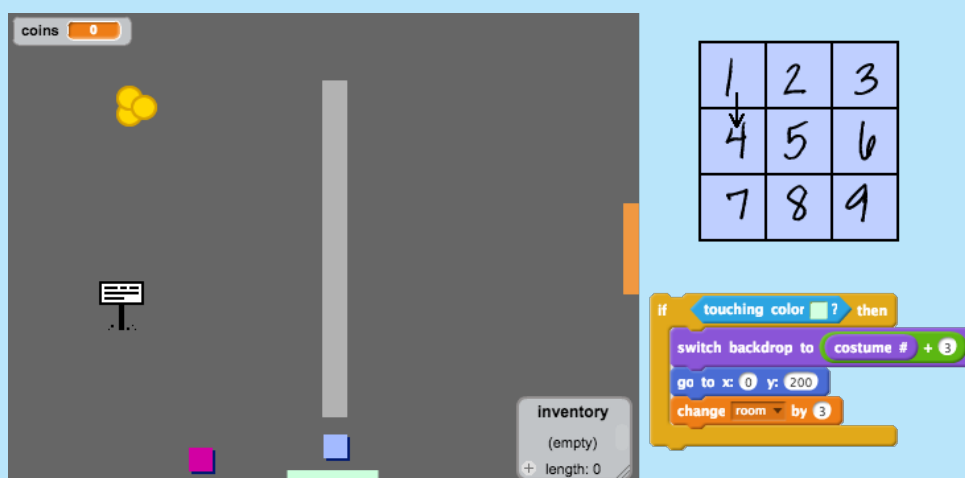 coins 0
1 2 3
4 5 6
7 8 9
if touching color ? then
switch backdrop to costume # + 3
go to x: 0 y: 200
change room by 3
inventory
(empty)
+ length: 0